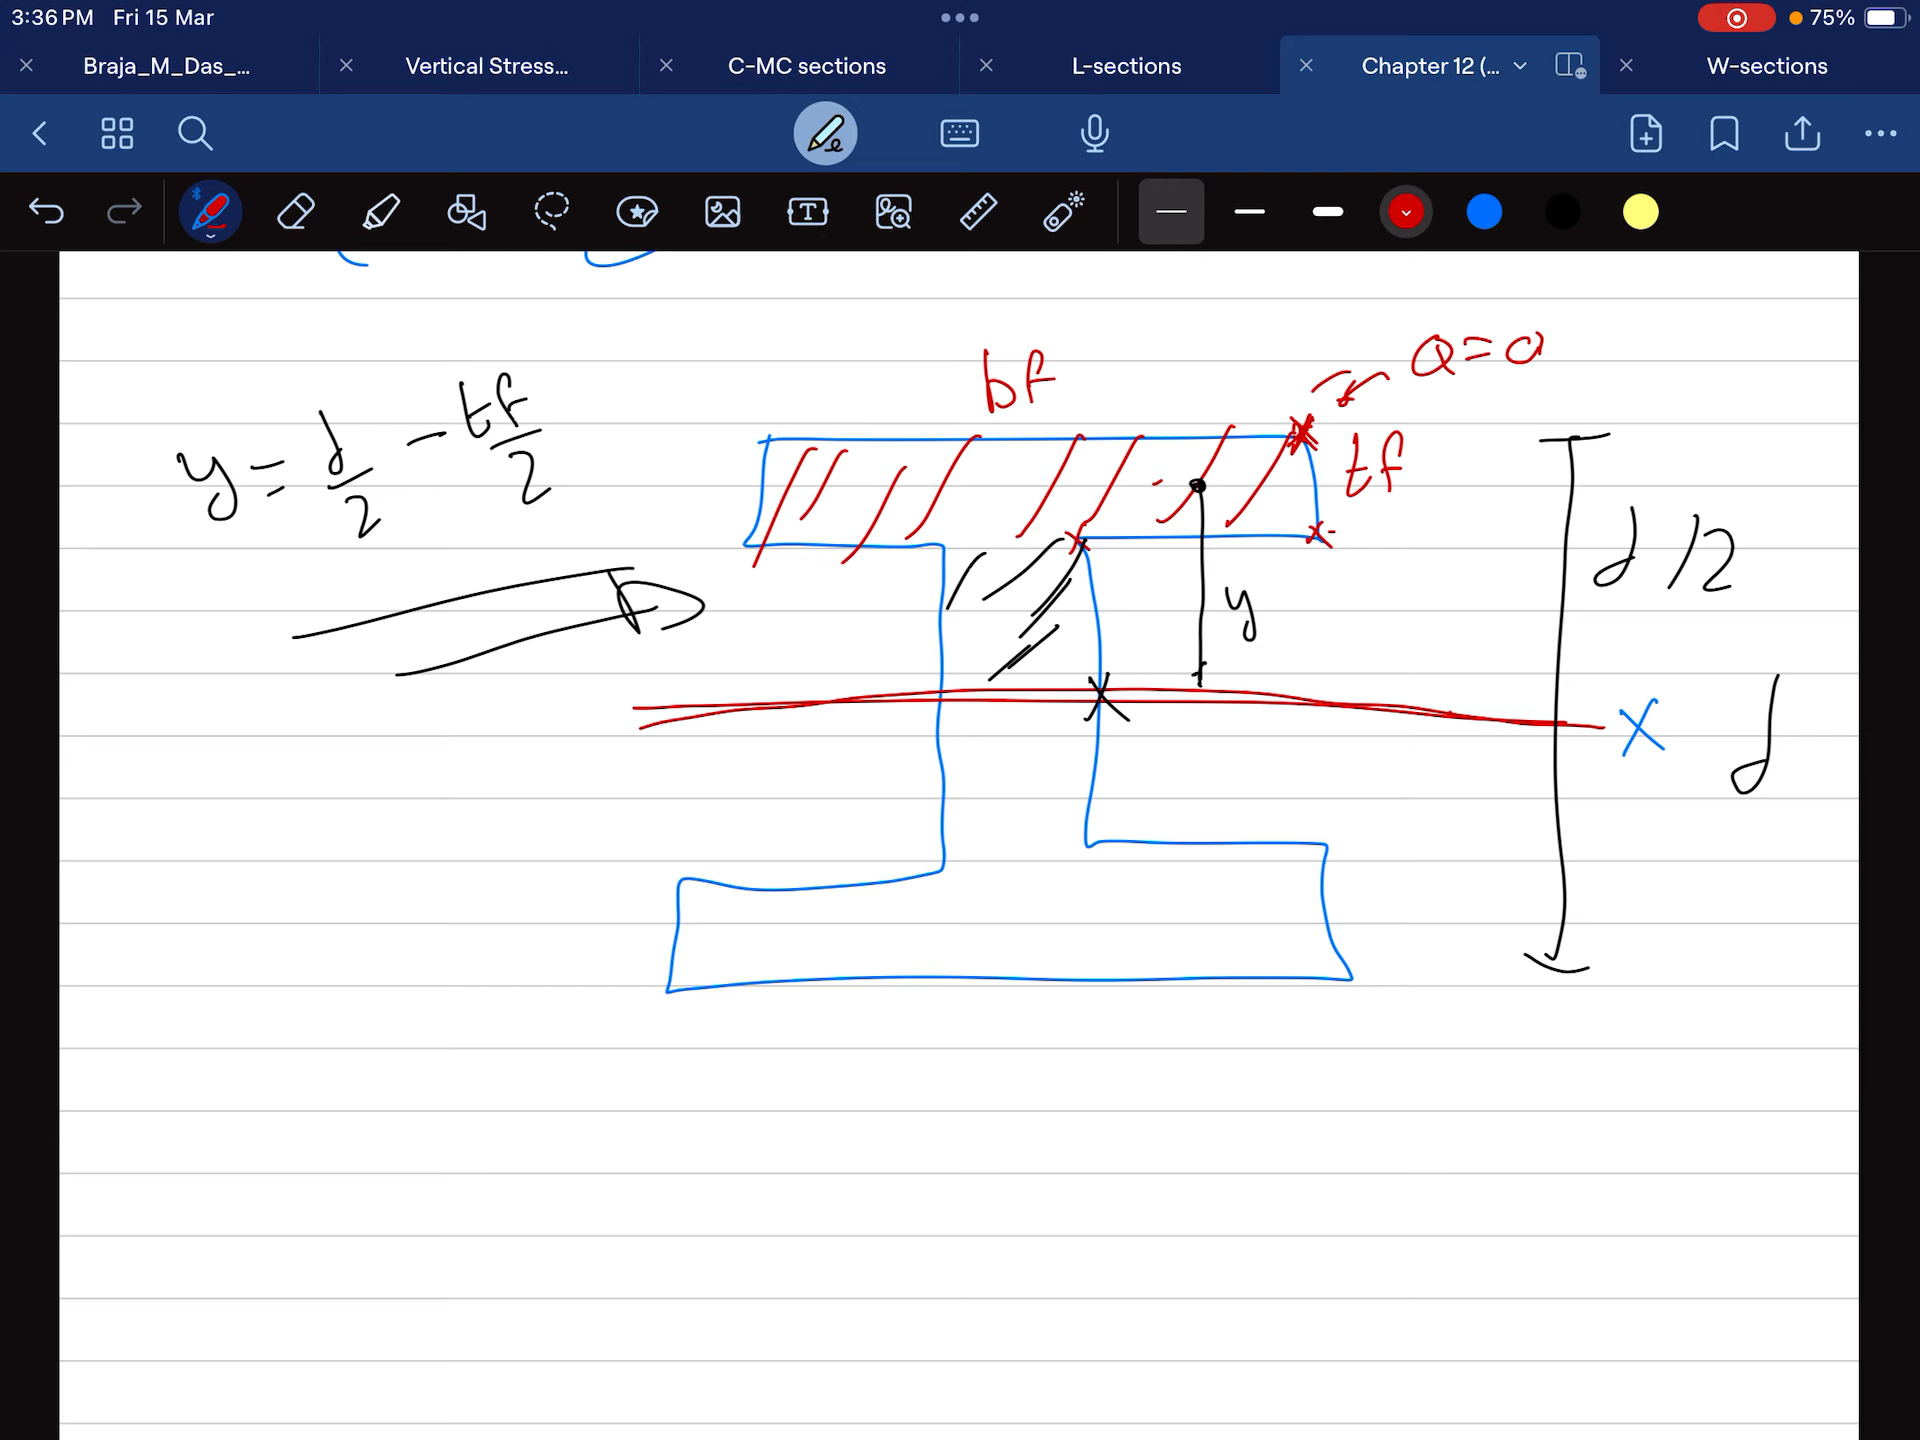 3:36 PM Fri 15 Mar
75%
Braja_M_Das_...
Vertical Stress...
C-MC sections
L-sections
Chapter 12 (...
W-sections
Q=0
bf
y = d/2 - tf/2
tf
d/2
y
x
d